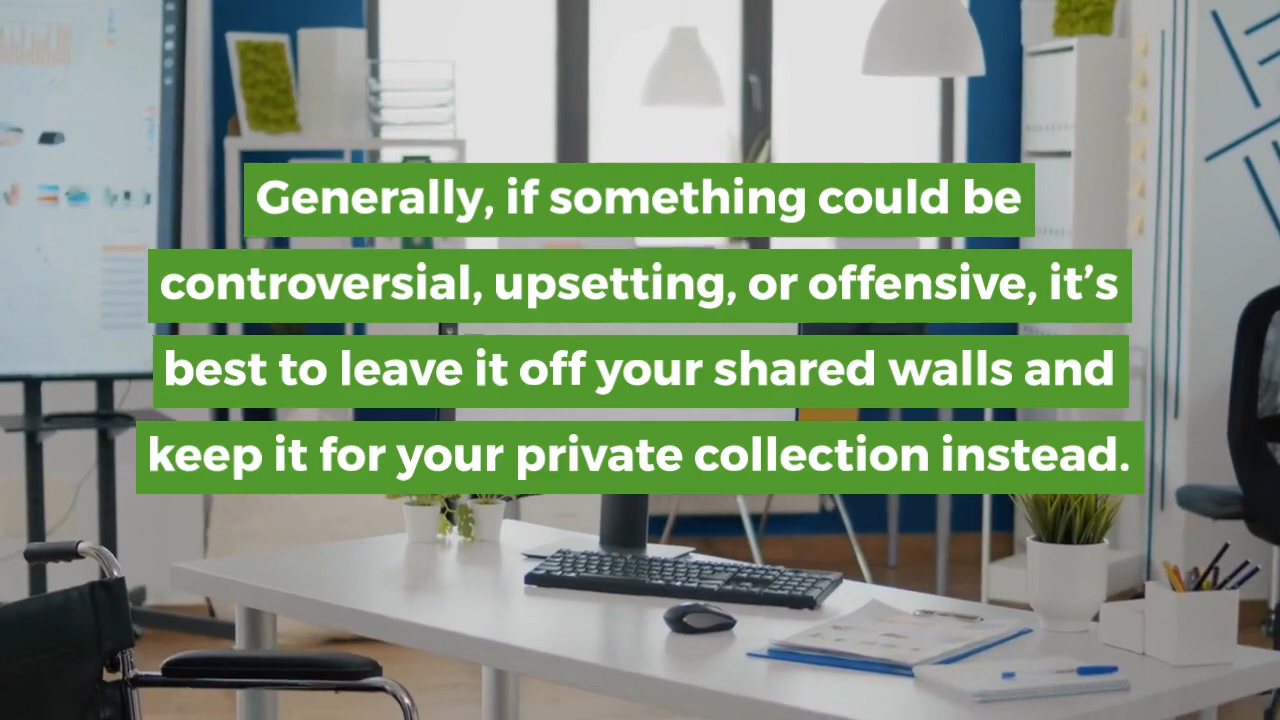 Generally, if something could be
controversial, upsetting, or offensive, it’s
best to leave it off your shared walls and
keep it for your private collection instead.